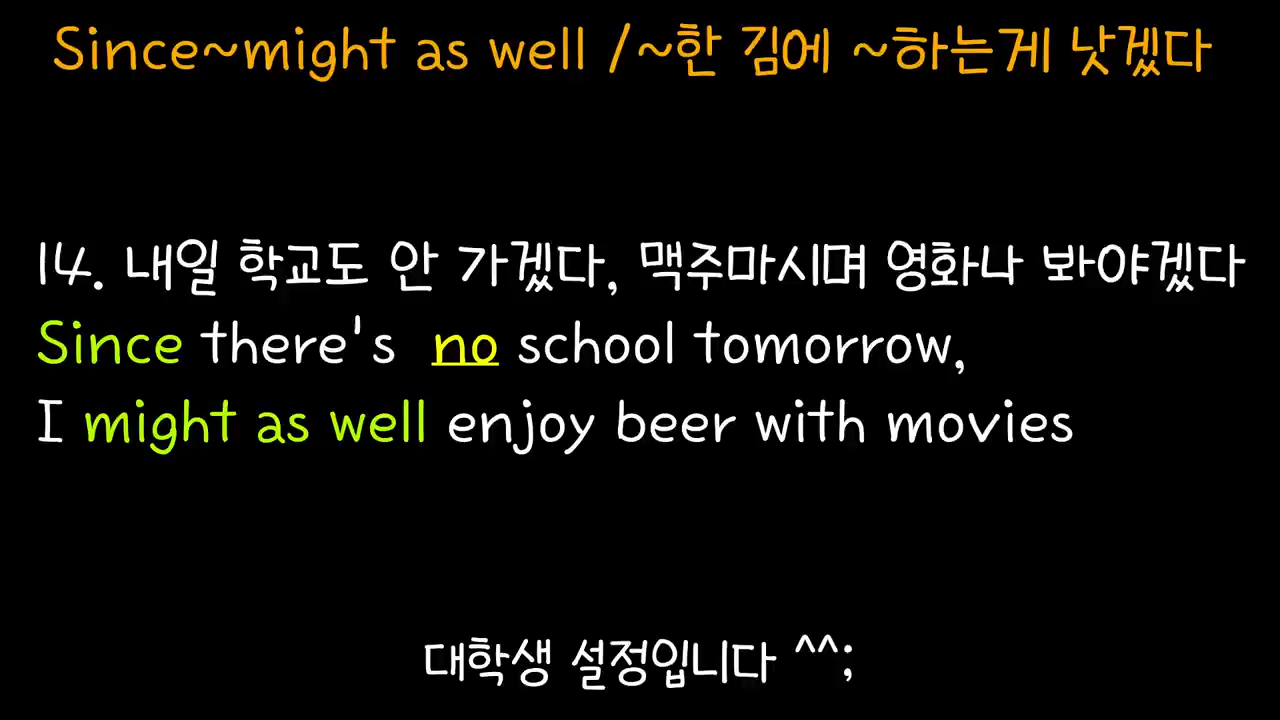 Since~might as well /~한 김에 ~하는게 낫겠다
14. 내일 학교도 안 가겠다, 맥주마시며 영화나 봐야겠다
Since there's no school tomorrow,
I might as well enjoy beer with movies
대학생 설정입니다 ^^;